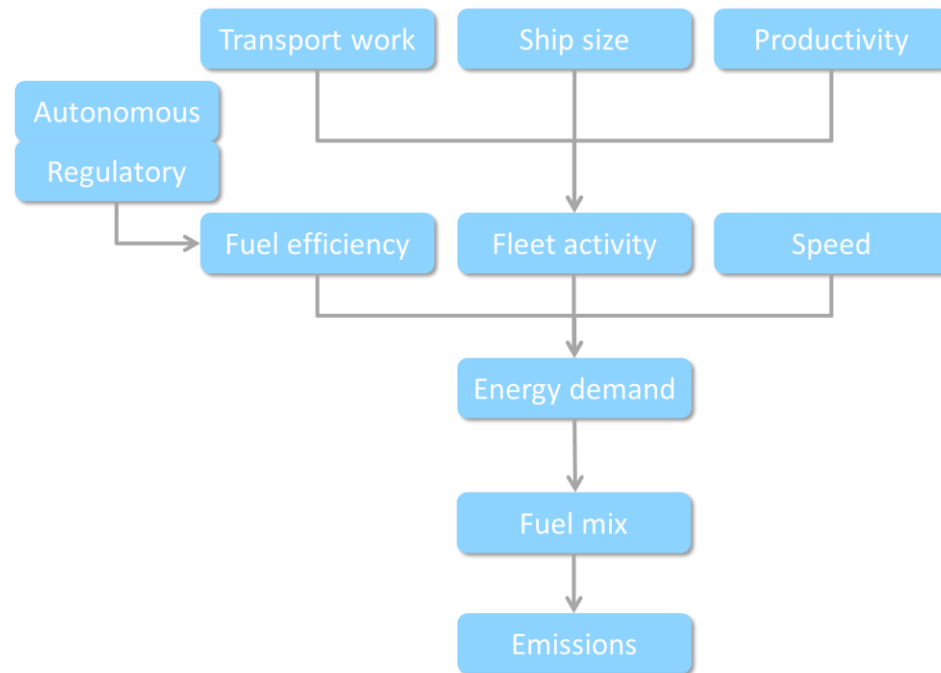 Transport work
Ship size
Productivity
Autonomous
Regulatory
Fuel efficiency
Fleet activity
Speed
Energy demand
Fuel mix
Emissions